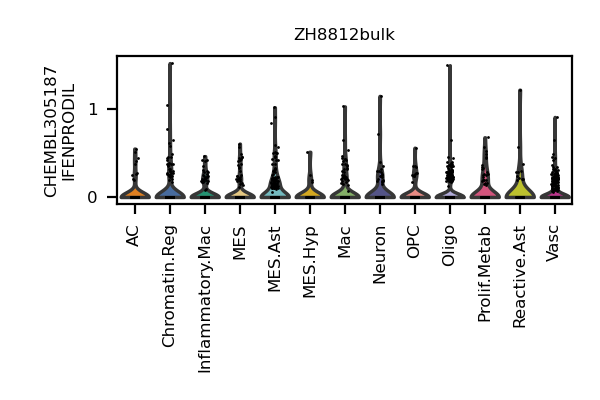 ZH8812bulk
CHEMBL305187
IFENPRODIL
1
0
AC
Chromatin.Reg
Inflammatory.Mac
MES
MES.Ast
MES.Hyp
Mac
Neuron
OPC
Oligo
Prolif.Metab
Reactive.Ast
Vasc